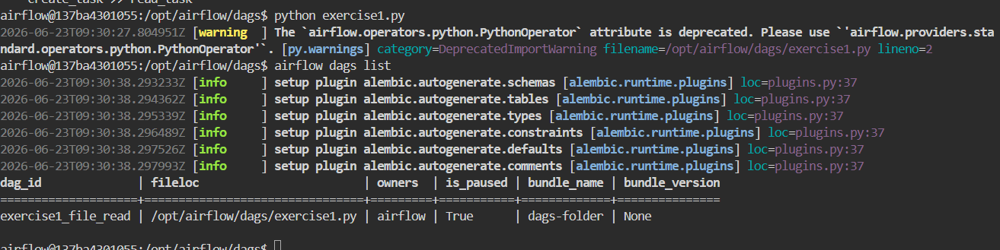 create_task >> read_task
airflow@137ba4301055:/opt/airflow/dags$ python exercise1.py
2026-06-23T09:30:27.804951Z [warning  ] The `airflow.operators.python.PythonOperator` attribute is deprecated. Please use `'airflow.providers.sta
ndard.operators.python.PythonOperator'`. [py.warnings] category=DeprecatedImportWarning filename=/opt/airflow/dags/exercise1.py lineno=2
airflow@137ba4301055:/opt/airflow/dags$ airflow dags list
2026-06-23T09:30:38.293233Z [info     ] setup plugin alembic.autogenerate.schemas [alembic.runtime.plugins] loc=plugins.py:37
2026-06-23T09:30:38.294362Z [info     ] setup plugin alembic.autogenerate.tables [alembic.runtime.plugins] loc=plugins.py:37
2026-06-23T09:30:38.295339Z [info     ] setup plugin alembic.autogenerate.types [alembic.runtime.plugins] loc=plugins.py:37
2026-06-23T09:30:38.296489Z [info     ] setup plugin alembic.autogenerate.constraints [alembic.runtime.plugins] loc=plugins.py:37
2026-06-23T09:30:38.297526Z [info     ] setup plugin alembic.autogenerate.defaults [alembic.runtime.plugins] loc=plugins.py:37
2026-06-23T09:30:38.297993Z [info     ] setup plugin alembic.autogenerate.comments [alembic.runtime.plugins] loc=plugins.py:37
dag_id              | fileloc                        | owners  | is_paused | bundle_name | bundle_version
====================+================================+=========+===========+=============+===============
exercise1_file_read | /opt/airflow/dags/exercise1.py | airflow | True      | dags-folder | None
airflow@137ba4301055:/opt/airflow/dags$